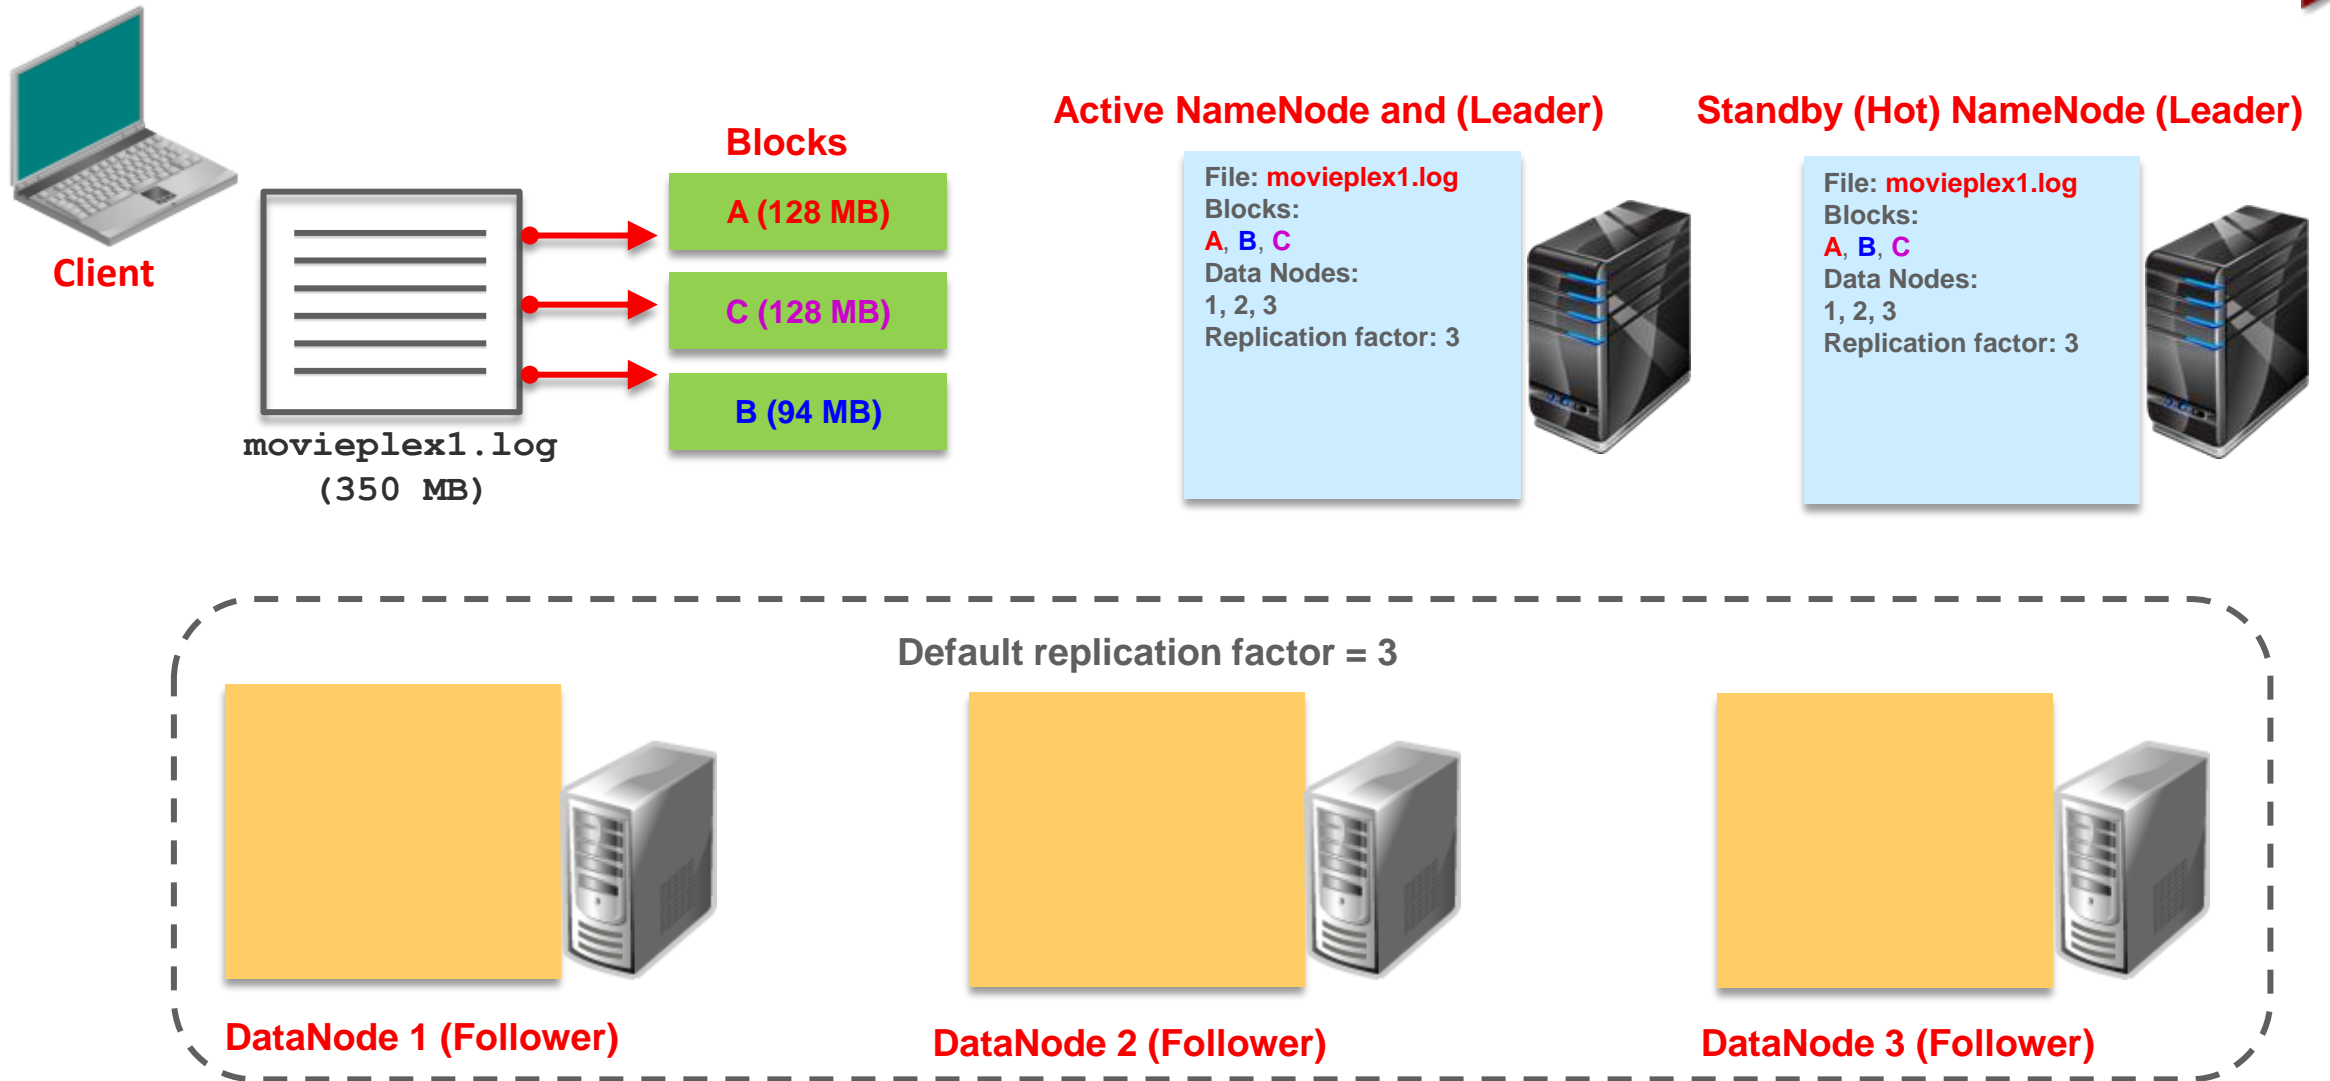 Client
movieplex1.log
(350 MB)
Blocks
A (128 MB)
C (128 MB)
B (94 MB)
Active NameNode and (Leader)
File: movieplex1.log
Blocks:
A, B, C
Data Nodes:
1, 2, 3
Replication factor: 3
Standby (Hot) NameNode (Leader)
File: movieplex1.log
Blocks:
A, B, C
Data Nodes:
1, 2, 3
Replication factor: 3
Default replication factor = 3
DataNode 1 (Follower)
DataNode 2 (Follower)
DataNode 3 (Follower)